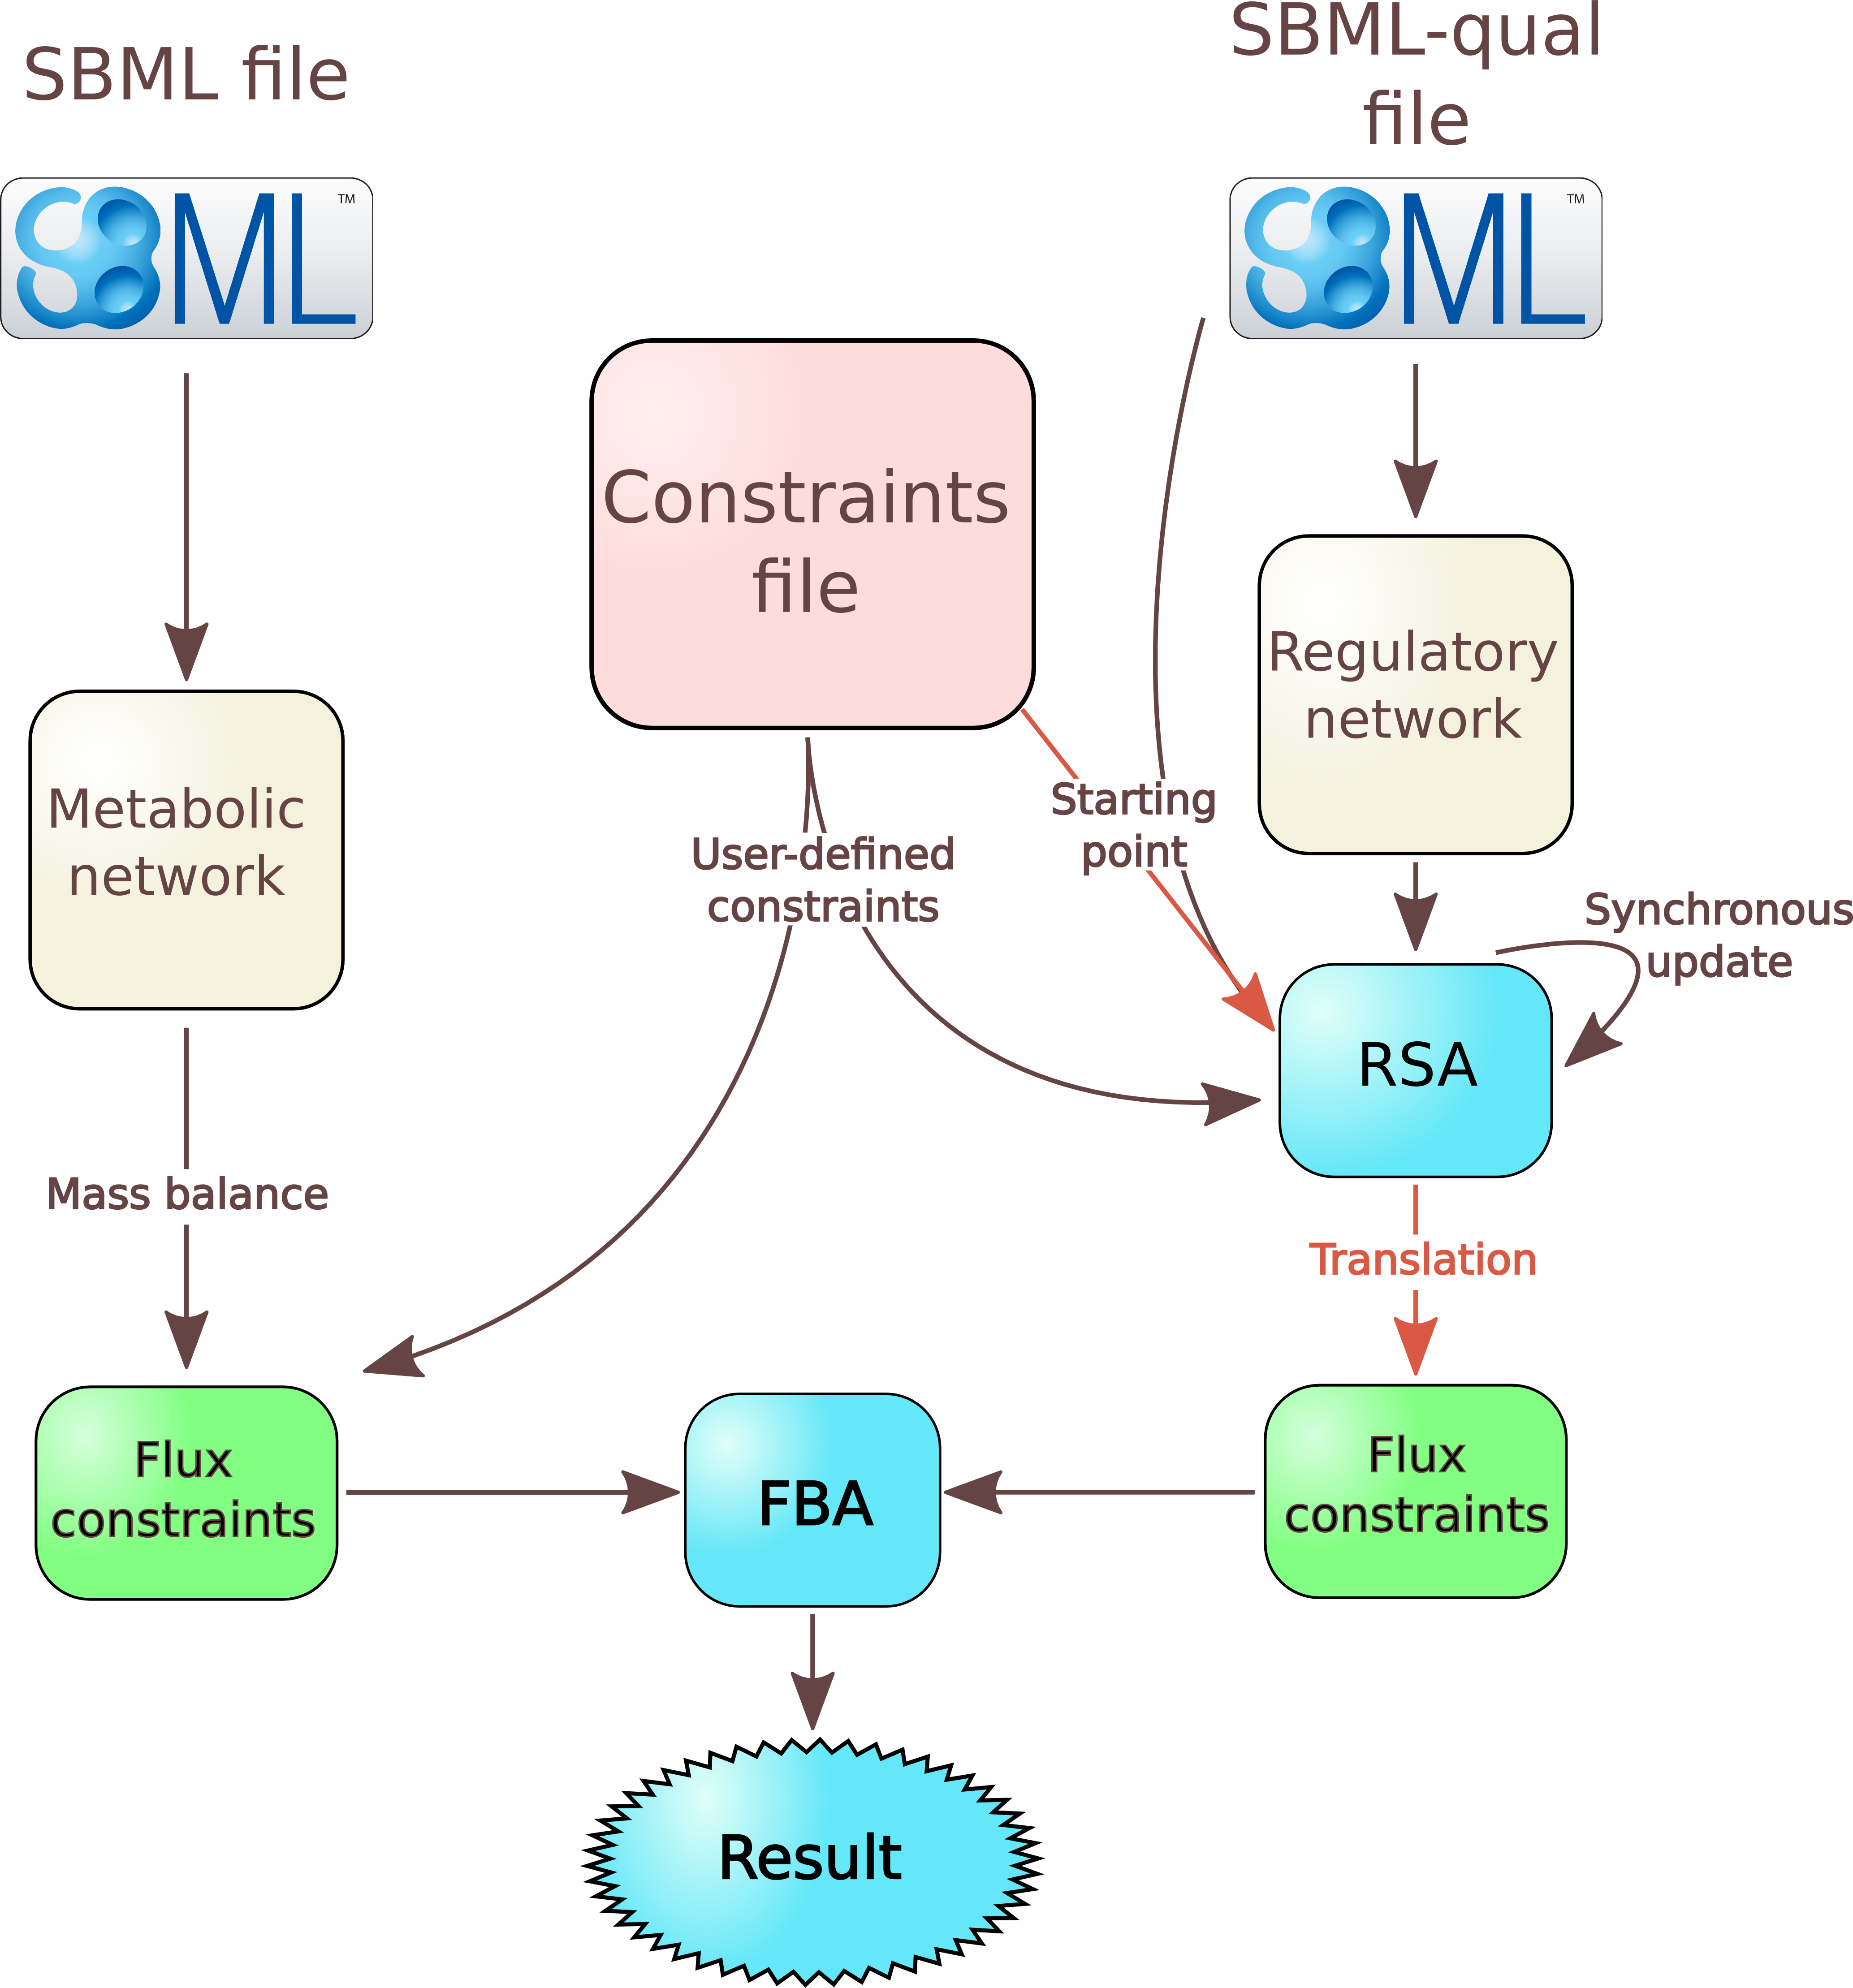 SBML file
SBML-qual
file
SBML™
SBML™
Constraints
file
Regulatory
network
Metabolic
network
Starting
point
User-defined
constraints
Synchronous
update
RSA
Mass balance
Translation
Flux
constraints
FBA
Flux
constraints
Result